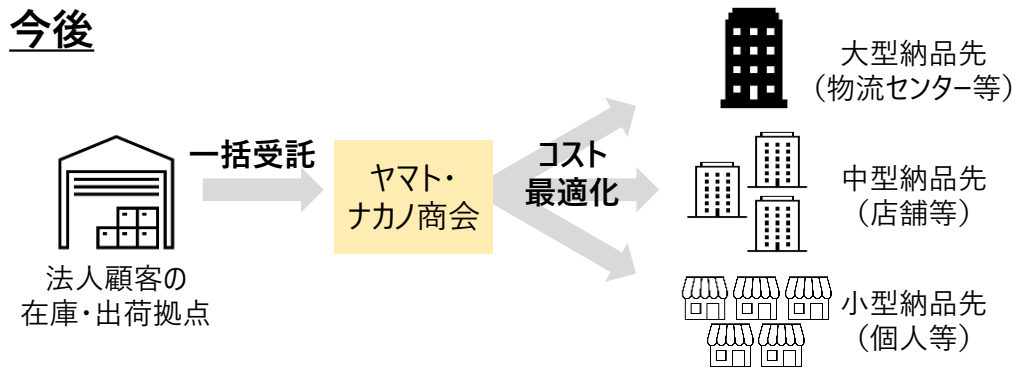 今後
法人顧客の
在庫・出荷拠点
一括受託
ヤマト・
ナカノ商会
コスト
最適化
大型納品先
（物流センター等）
中型納品先
（店舗等）
小型納品先
（個人等）